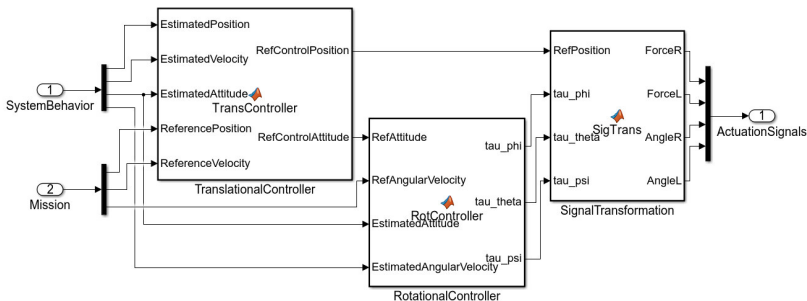 1
SystemBehavior
2
Mission
EstimatedPosition
EstimatedVelocity
EstimatedAttitude
ReferencePosition
ReferenceVelocity
TransController
RefControlPosition
RefControlAttitude
TranslationalController
RefAttitude
RefAngularVelocity
EstimatedAttitude
EstimatedAngularVelocity
RotController
tau_phi
tau_theta
tau_psi
RotationalController
RefPosition
tau_phi
tau_theta
tau_psi
SigTrans
ForceR
ForceL
AngleR
AngleL
SignalTransformation
1
ActuationSignals